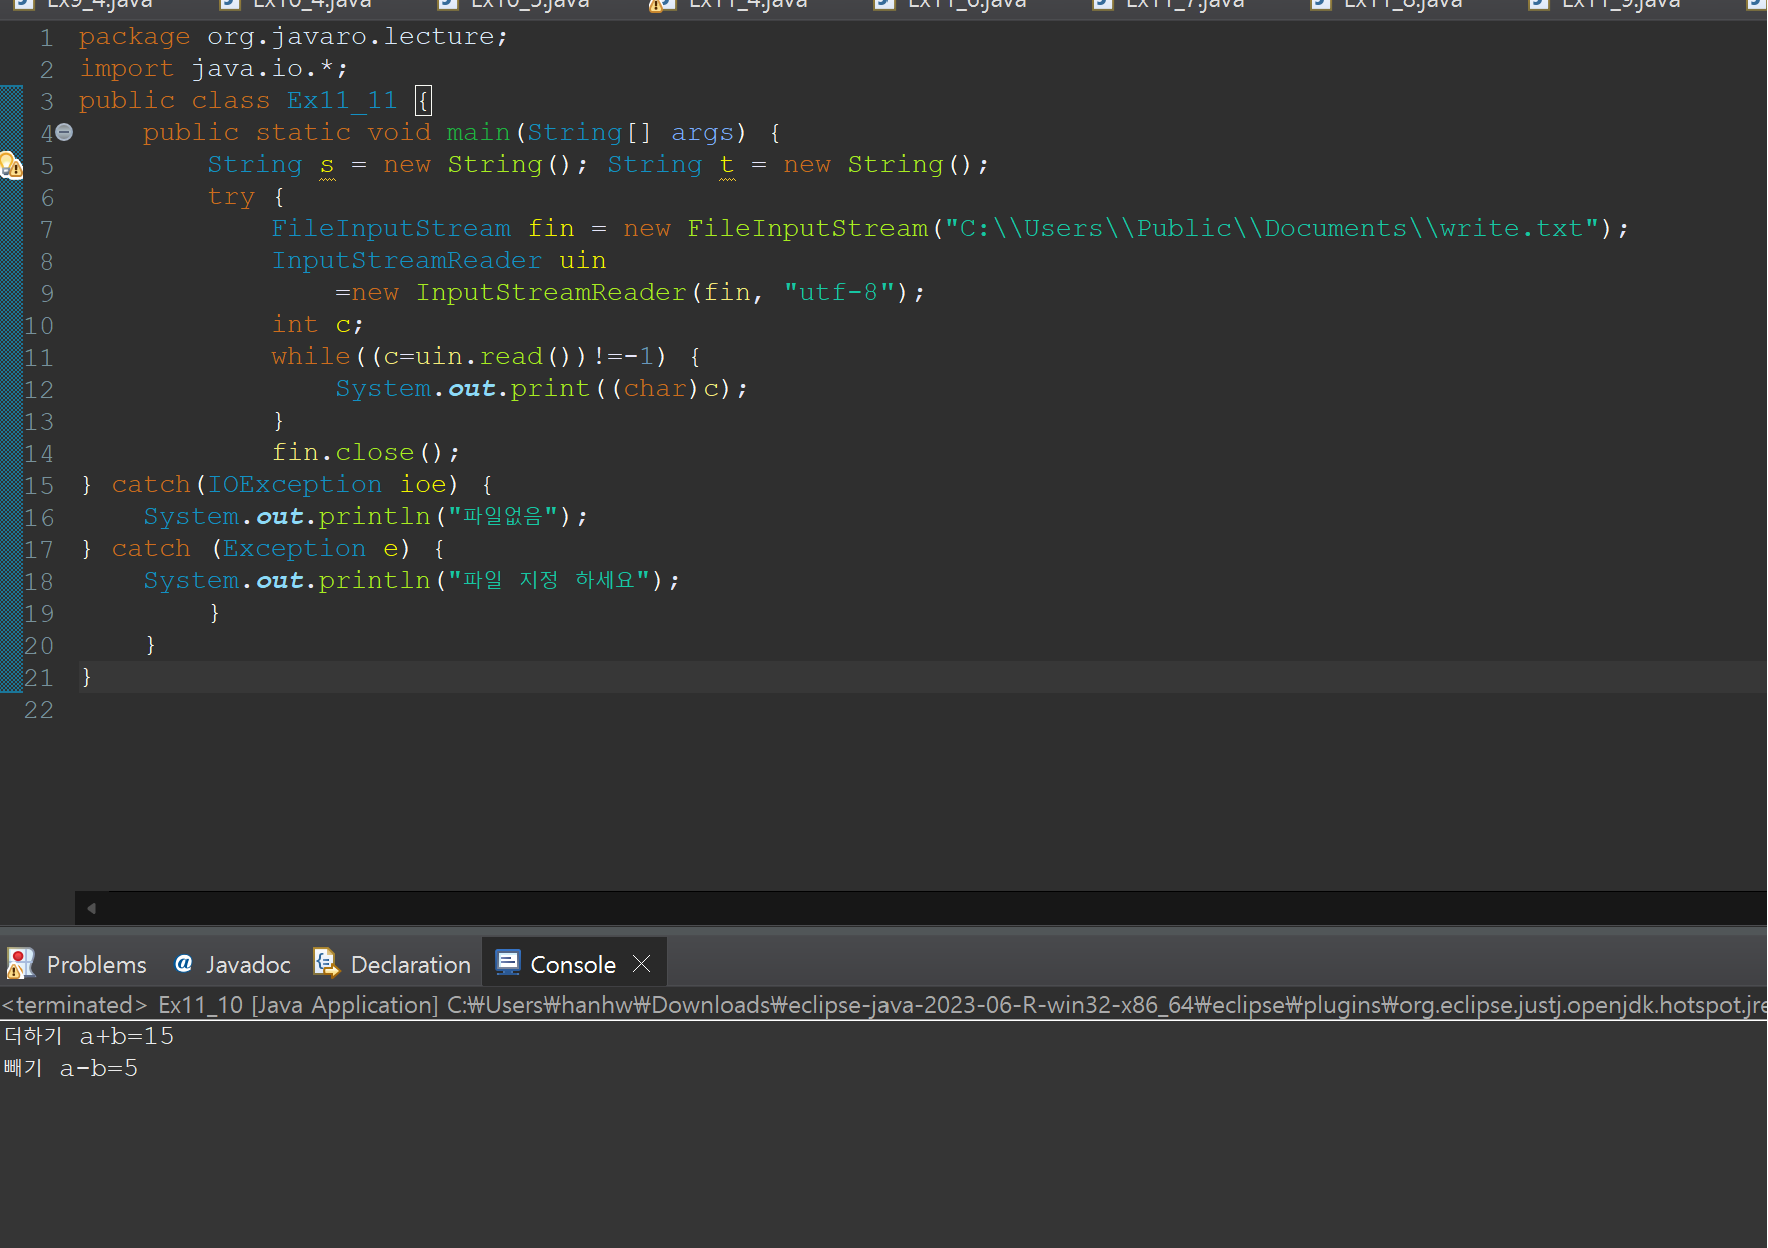 Ex9_4.java Ex10_4.java Ex10_5.java Ex11_4.java Ex11_6.java Ex11_7.java Ex11_8.java Ex11_9.java
1 package org.javaro.lecture;
2 import java.io.*;
3 public class Ex11_11 {
4 public static void main(String[] args) {
5 String s = new String(); String t = new String();
6 try {
7 FileInputStream fin = new FileInputStream("C:\\Users\\Public\\Documents\\write.txt");
8 InputStreamReader uin
9 =new InputStreamReader(fin, "utf-8");
10 int c;
11 while((c=uin.read())!=-1) {
12 System.out.print((char)c);
13 }
14 fin.close();
15 } catch(IOException ioe) {
16 System.out.println("파일없음");
17 } catch (Exception e) {
18 System.out.println("파일 지정 하세요");
19 }
20 }
21 }
22
Problems @ Javadoc Declaration Console
<terminated> Ex11_10 [Java Application] C:₩Users₩hanhw₩Downloads₩eclipse-java-2023-06-R-win32-x86_64₩eclipse₩plugins₩org.eclipse.justj.openjdk.hotspot.jre
더하기 a+b=15
빼기 a-b=5